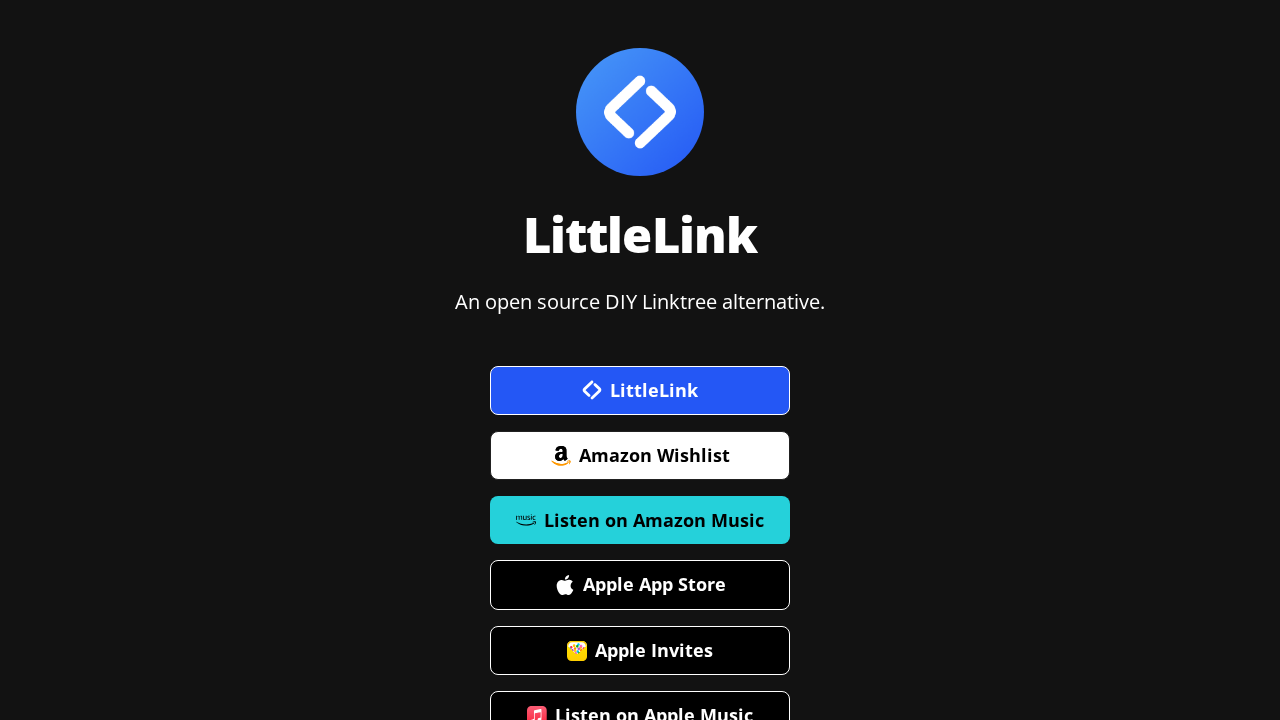 LittleLink
An open source DIY Linktree alternative.
LittleLink
Amazon Wishlist
music Listen on Amazon Music
Apple App Store
Apple Invites
Listen on Apple Music